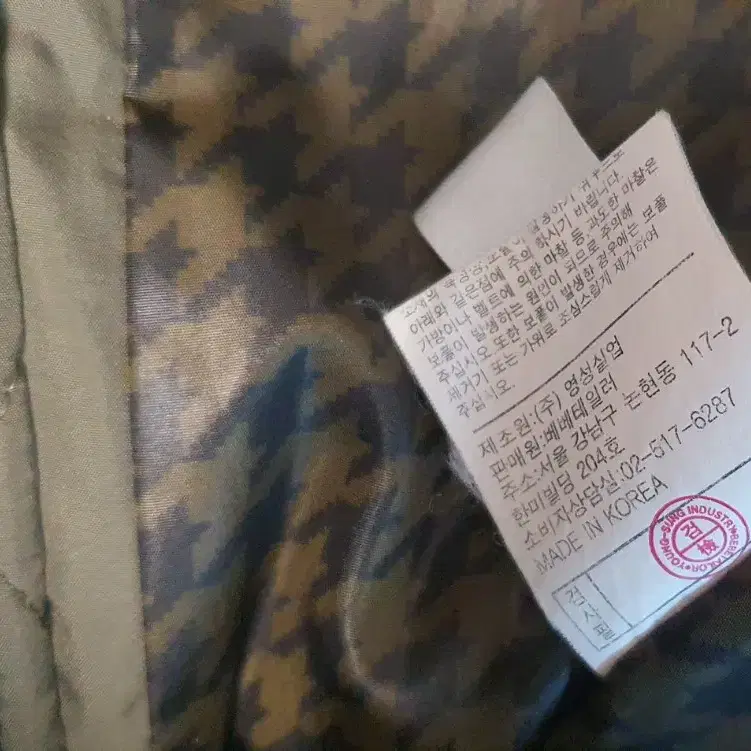 아래와 같은점에 주의 하시기 바랍니다.
가방이나 벨트에 의한 마찰 등 과도한 마찰은
보풀이 발생하는 원인이 되므로 주의해
주십시오 또한 보풀이 발생한 경우에는 보풀
제거기 또는 가위로 조심스럽게 제거하여
주십시오.
제조원:(주) 영성실업
판매원:베베테일러
주소:서울 강남구 논현동 117-2
한미빌딩 204호
소비자상담실:02-517-6287
MADE IN KOREA
YOUNG-SUNG INDUSTRY•BEBETAILOR•
검
檢
검사필